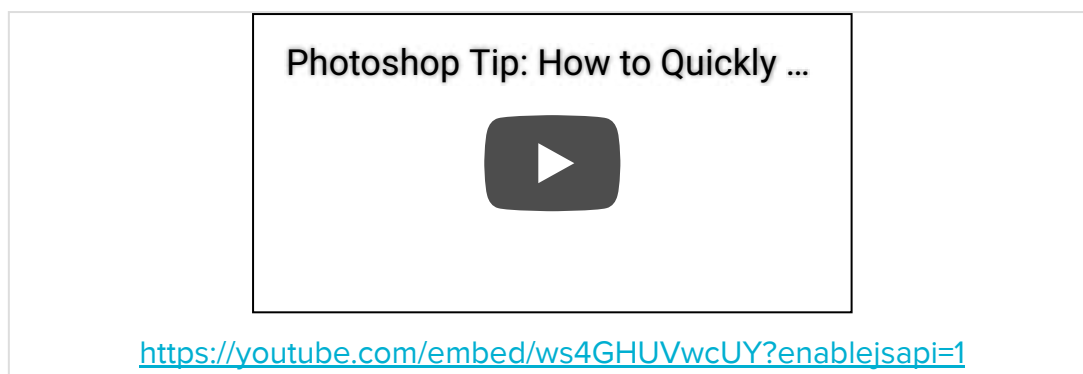 Photoshop Tip: How to Quickly ...
https://youtube.com/embed/ws4GHUVwcUY?enablejsapi=1